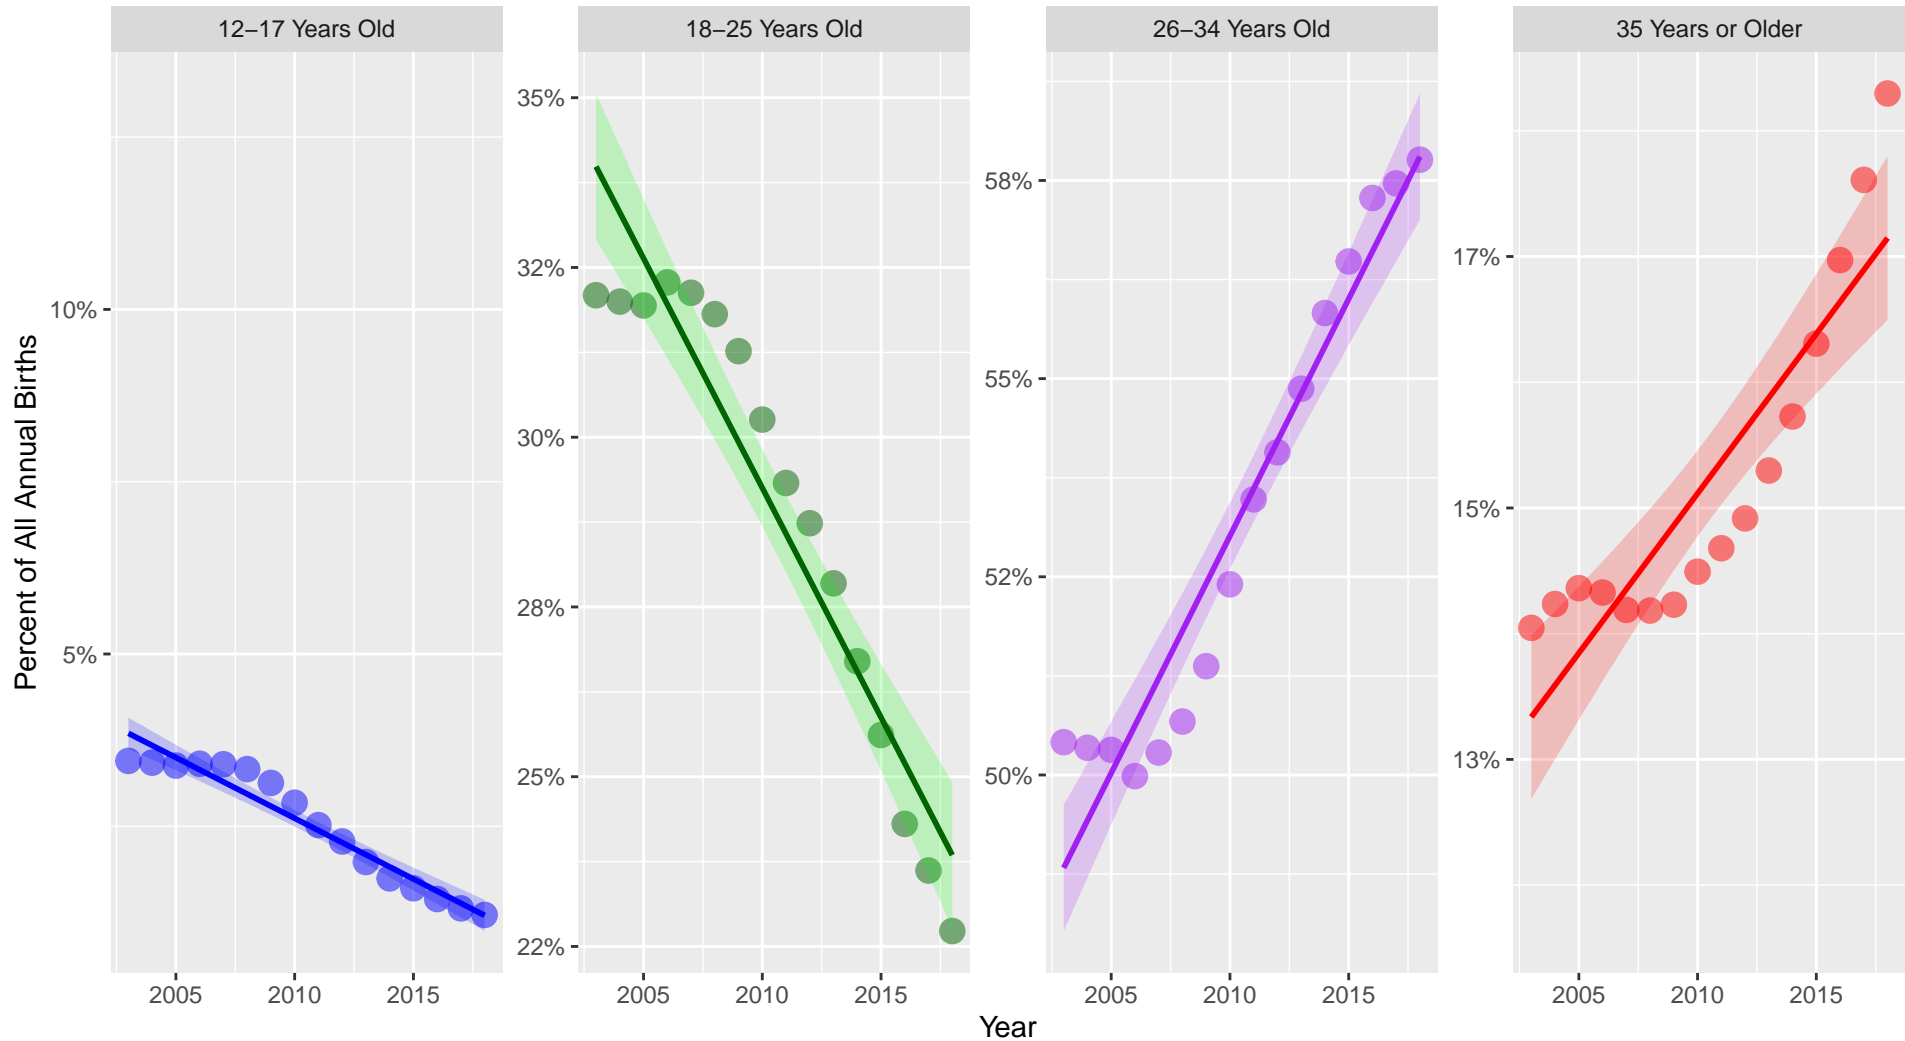 12–17 Years Old
18–25 Years Old
26–34 Years Old
35 Years or Older
Percent of All Annual Births
10%
5%
35%
32%
30%
28%
25%
22%
58%
55%
52%
50%
17%
15%
13%
2005 2010 2015
2005 2010 2015
2005 2010 2015
2005 2010 2015
Year